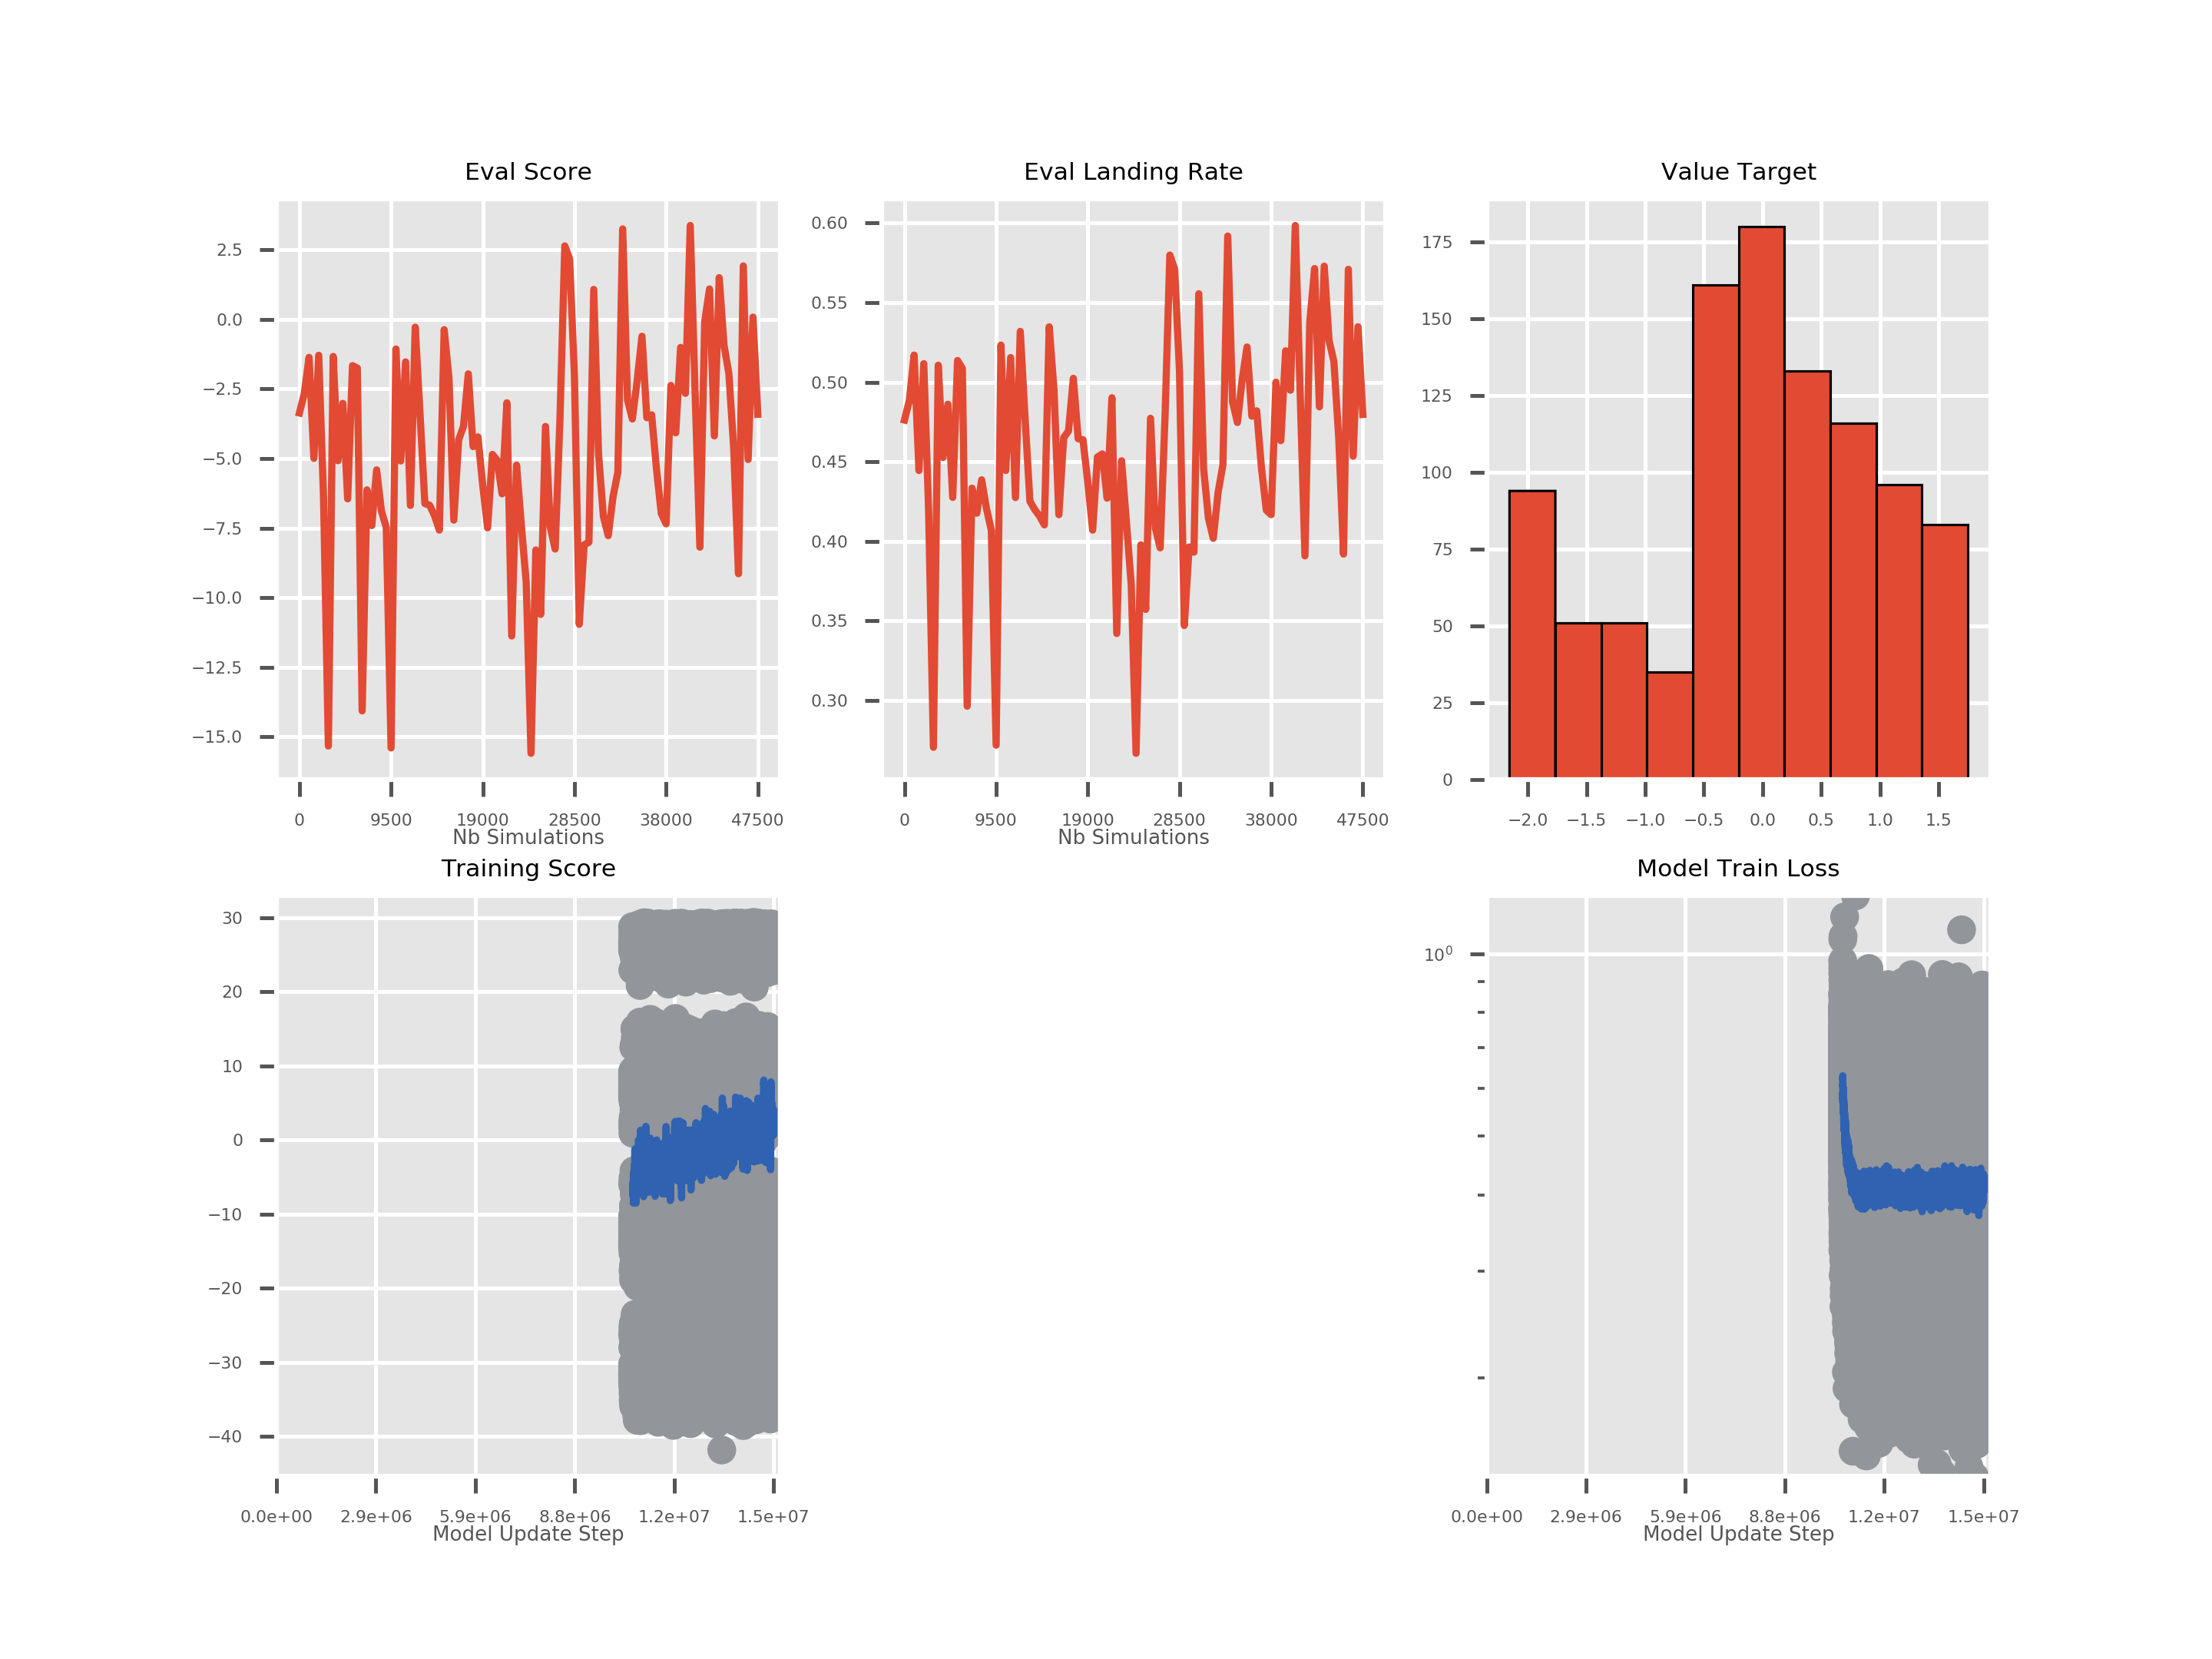 Eval Score
2.5
0.0
−2.5
−5.0
−7.5
−10.0
−12.5
−15.0
0 9500 19000 28500 38000 47500
Nb Simulations
Eval Landing Rate
0.60
0.55
0.50
0.45
0.40
0.35
0.30
0 9500 19000 28500 38000 47500
Nb Simulations
Value Target
175
150
125
100
75
50
25
0
−2.0 −1.5 −1.0 −0.5 0.0 0.5 1.0 1.5
Training Score
30
20
10
0
−10
−20
−30
−40
0.0e+00 2.9e+06 5.9e+06 8.8e+06 1.2e+07 1.5e+07
Model Update Step
Model Train Loss
10⁰
0.0e+00 2.9e+06 5.9e+06 8.8e+06 1.2e+07 1.5e+07
Model Update Step